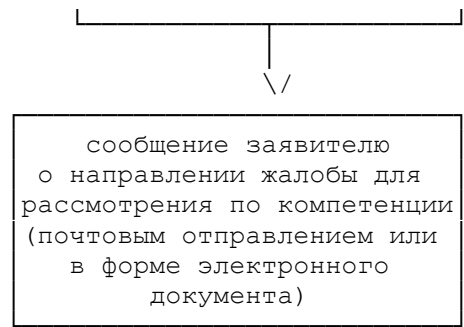 сообщение заявителю
о направлении жалобы для
рассмотрения по компетенции
(почтовым отправлением или
в форме электронного
документа)